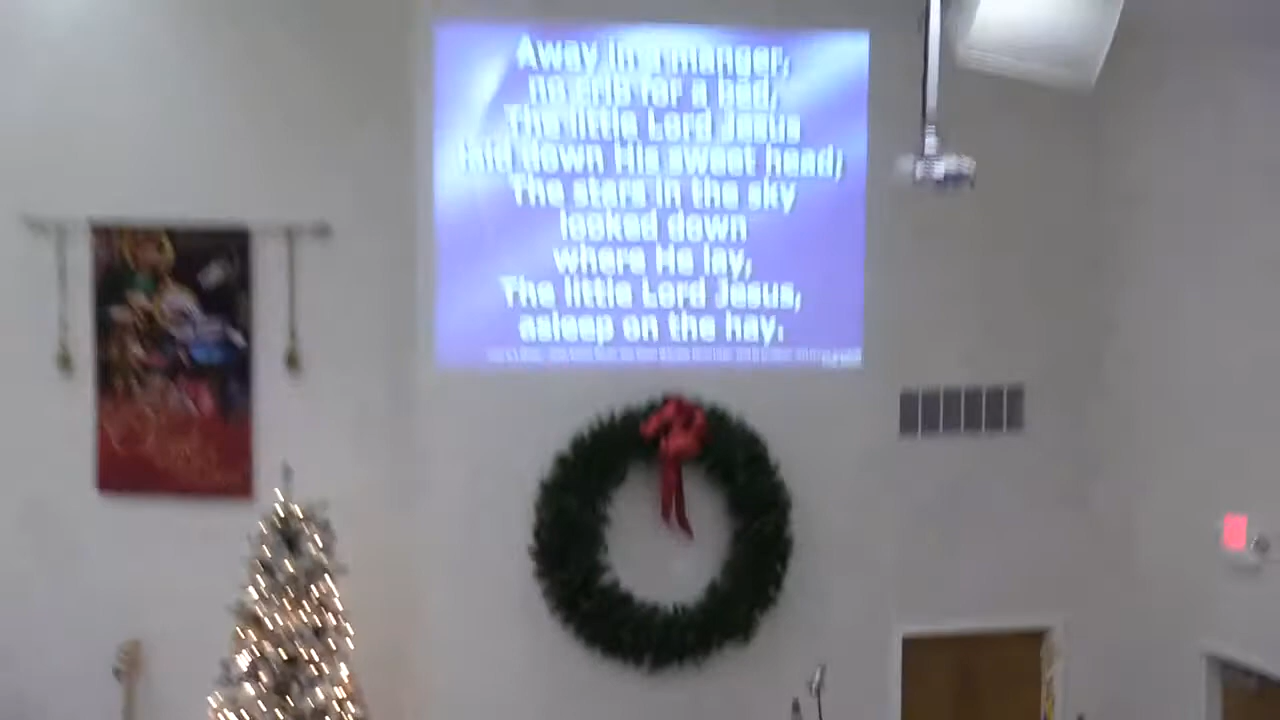 Away in a manger,
no crib for a bed,
The little Lord Jesus
laid down His sweet head;
The stars in the sky
looked down
where He lay,
The little Lord Jesus,
asleep on the hay.